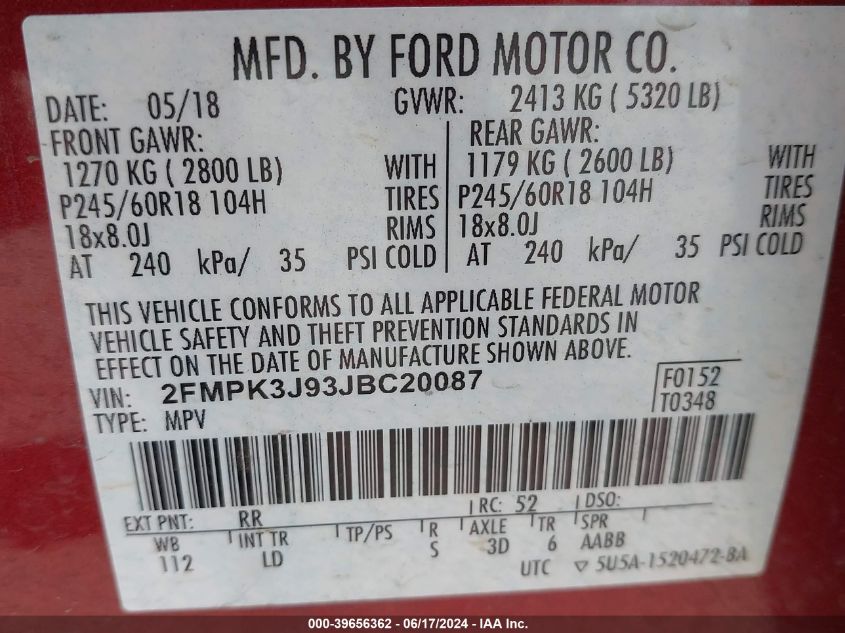 MFD. BY FORD MOTOR CO.
DATE: 05/18 GVWR: 2413 KG ( 5320 LB)
FRONT GAWR: REAR GAWR:
1270 KG ( 2800 LB) WITH 1179 KG ( 2600 LB) WITH
P245/60R18 104H TIRES P245/60R18 104H TIRES
18x8.0J RIMS 18x8.0J RIMS
AT 240 kPa/ 35 PSI COLD AT 240 kPa/ 35 PSI COLD
THIS VEHICLE CONFORMS TO ALL APPLICABLE FEDERAL MOTOR
VEHICLE SAFETY AND THEFT PREVENTION STANDARDS IN
EFFECT ON THE DATE OF MANUFACTURE SHOWN ABOVE.
VIN: 2FMPK3J93JBC20087 F0152
TYPE: MPV T0348
EXT PNT: RR RC: 52 DSO:
WB INT TR TP/PS R AXLE TR SPR
112 LD S 3D 6 AABB
UTC ▽ 5U5A-1520472-BA
000-39656362 - 06/17/2024 - IAA Inc.